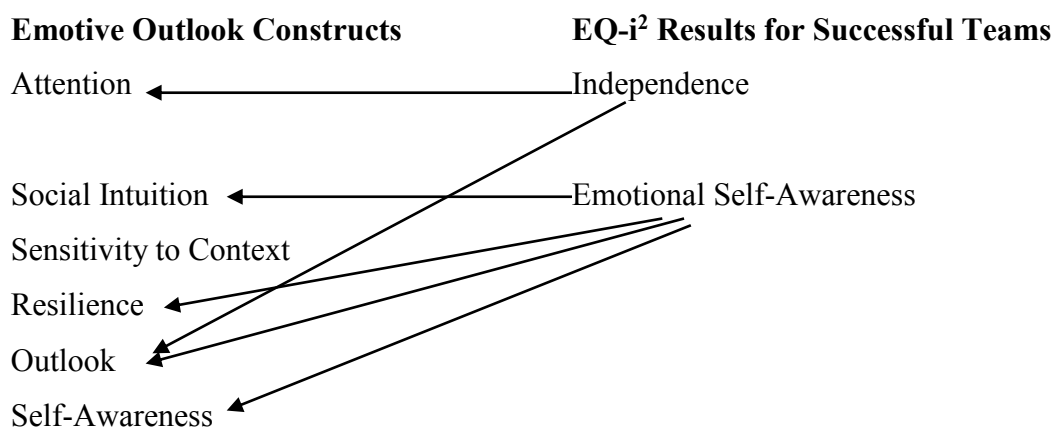 Emotive Outlook Constructs EQ-i² Results for Successful Teams
Attention Independence
Social Intuition Emotional Self-Awareness
Sensitivity to Context
Resilience
Outlook
Self-Awareness